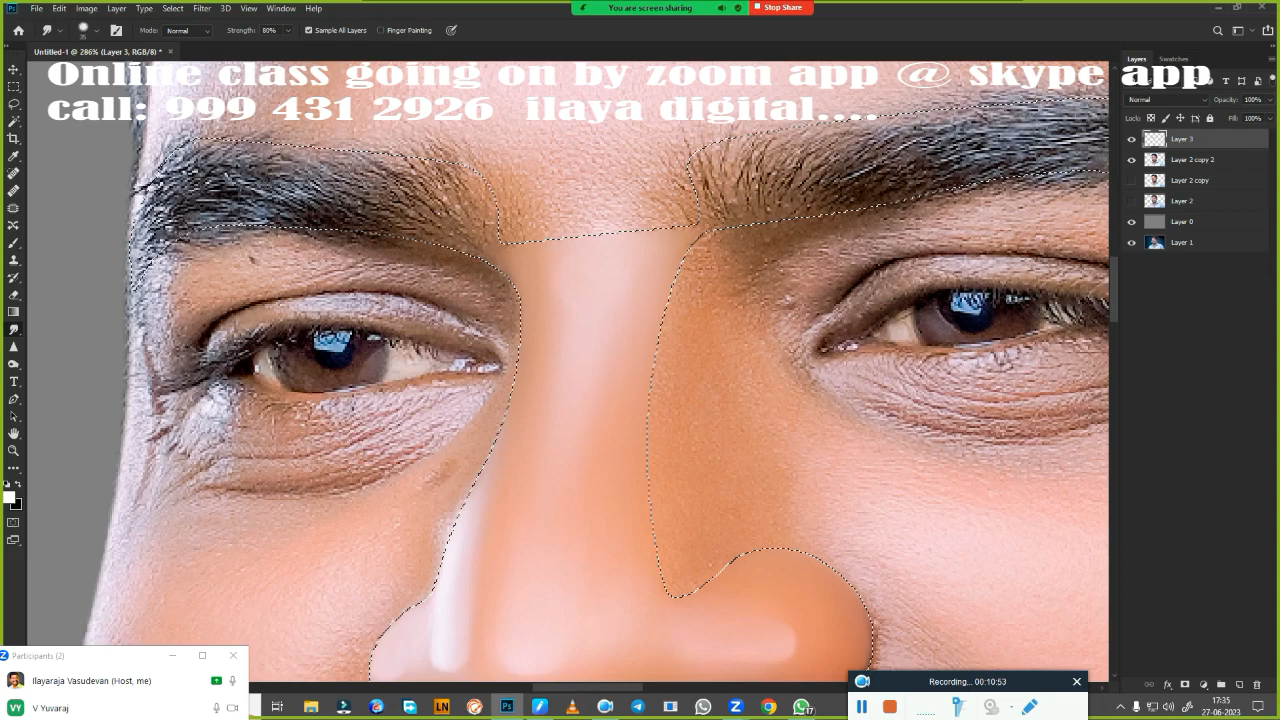 File Edit Image Layer Type Select Filter 3D View Window Help
You are screen sharing
Stop Share
Mode: Normal Strength: 80% Sample All Layers Finger Painting
35
Untitled-1 @ 286% (Layer 3, RGB/8) *
Online class going on by zoom app @ skype app
call: 999 431 2926 ilaya digital....
Layers Swatches
Normal Opacity: 100%
Lock: Fill: 100%
Layer 3
Layer 2 copy 2
Layer 2 copy
Layer 2
Layer 0
Layer 1
Participants (2)
Ilayaraja Vasudevan (Host, me)
VY V Yuvaraj
Recording... 00:10:53
17
17:35
27-06-2023